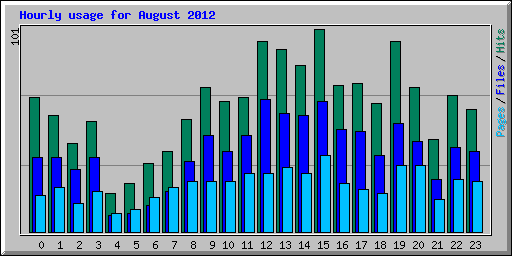 Hourly usage for August 2012
101
Pages / Files / Hits
0 1 2 3 4 5 6 7 8 9 10 11 12 13 14 15 16 17 18 19 20 21 22 23